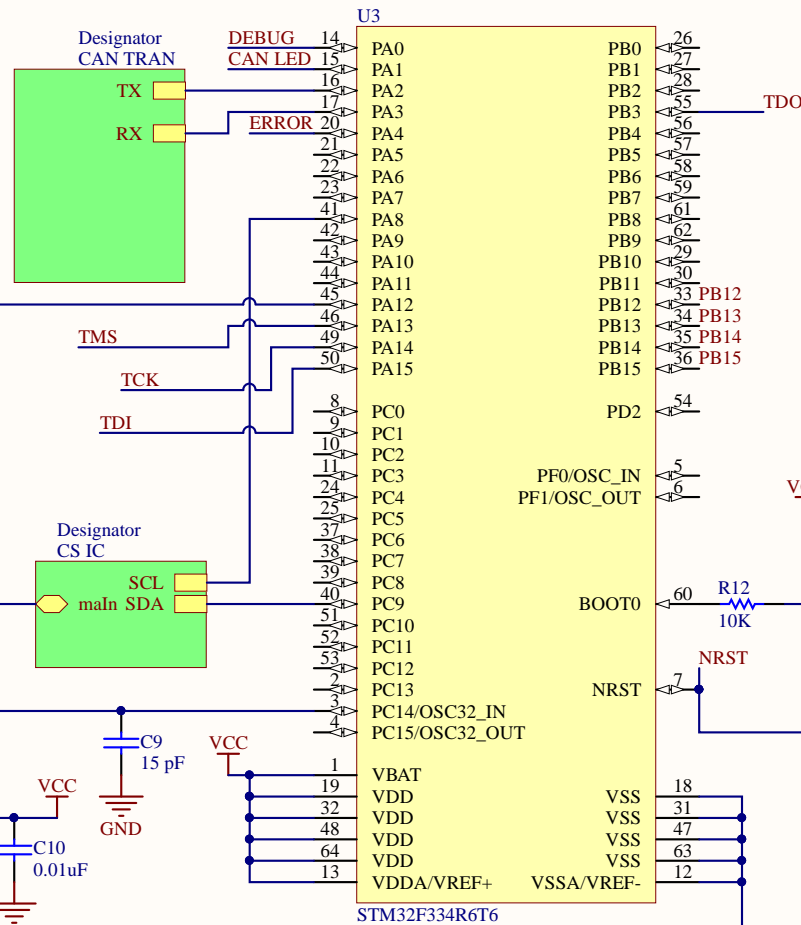 U3
Designator
CAN TRAN
TX
RX
DEBUG 14 PA0 PB0 26
CAN LED 15 PA1 PB1 27
16 PA2 PB2 28
17 PA3 PB3 55 TDO
ERROR 20 PA4 PB4 56
21 PA5 PB5 57
22 PA6 PB6 58
23 PA7 PB7 59
41 PA8 PB8 61
42 PA9 PB9 62
43 PA10 PB10 29
44 PA11 PB11 30
45 PA12 PB12 33 PB12
46 PA13 PB13 34 PB13
TMS 49 PA14 PB14 35 PB14
50 PA15 PB15 36 PB15
TCK
TDI
8 PC0 PD2 54
9 PC1
10 PC2
11 PC3 PF0/OSC_IN 5
24 PC4 PF1/OSC_OUT 6
25 PC5
37 PC6
38 PC7
39 PC8
40 PC9 BOOT0 60
51 PC10
52 PC11
53 PC12
2 PC13 NRST 7
3 PC14/OSC32_IN
4 PC15/OSC32_OUT
Designator
CS IC
SCL
maIn SDA
R12
10K
NRST
C9
15 pF
GND
VCC
VCC
C10
0.01uF
1 VBAT
19 VDD VSS 18
32 VDD VSS 31
48 VDD VSS 47
64 VDD VSS 63
13 VDDA/VREF+ VSSA/VREF- 12
STM32F334R6T6